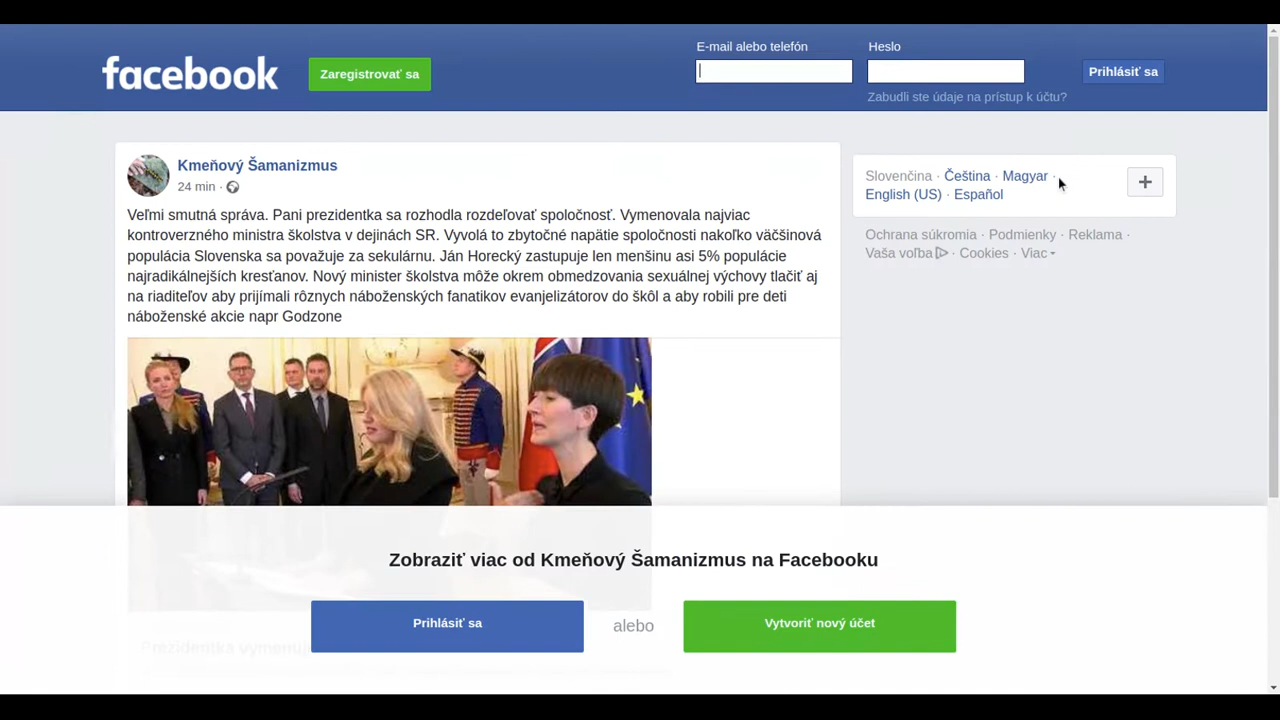 facebook
Zaregistrovať sa
E-mail alebo telefón
Heslo
Prihlásiť sa
Zabudli ste údaje na prístup k účtu?
Kmeňový Šamanizmus
24 min ·
Veľmi smutná správa. Pani prezidentka sa rozhodla rozdeľovať spoločnosť. Vymenovala najviac
kontroverzného ministra školstva v dejinách SR. Vyvolá to zbytočné napätie spoločnosti nakoľko väčšinová
populácia Slovenska sa považuje za sekulárnu. Ján Horecký zastupuje len menšinu asi 5% populácie
najradikálnejších kresťanov. Nový minister školstva môže okrem obmedzovania sexuálnej výchovy tlačiť aj
na riaditeľov aby prijímali rôznych náboženských fanatikov evanjelizátorov do škôl a aby robili pre deti
náboženské akcie napr Godzone
Slovenčina · Čeština · Magyar ·
English (US) · Español
Ochrana súkromia · Podmienky · Reklama ·
Vaša voľba · Cookies · Viac
Zobraziť viac od Kmeňový Šamanizmus na Facebooku
Prihlásiť sa
alebo
Vytvoriť nový účet
Prezidentka vymenuj